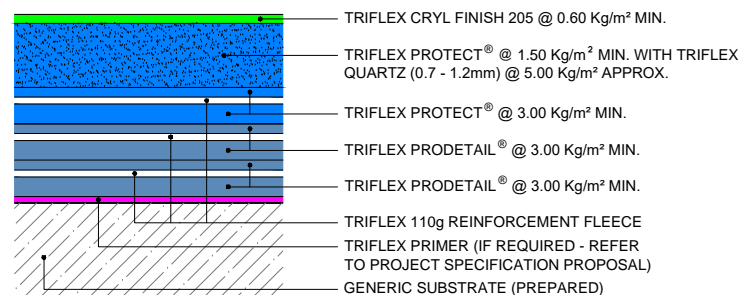 TRIFLEX CRYL FINISH 205 @ 0.60 Kg/m² MIN.
TRIFLEX PROTECT® @ 1.50 Kg/m² MIN. WITH TRIFLEX
QUARTZ (0.7 - 1.2mm) @ 5.00 Kg/m² APPROX.
TRIFLEX PROTECT® @ 3.00 Kg/m² MIN.
TRIFLEX PRODETAIL® @ 3.00 Kg/m² MIN.
TRIFLEX PRODETAIL® @ 3.00 Kg/m² MIN.
TRIFLEX 110g REINFORCEMENT FLEECE
TRIFLEX PRIMER (IF REQUIRED - REFER
TO PROJECT SPECIFICATION PROPOSAL)
GENERIC SUBSTRATE (PREPARED)